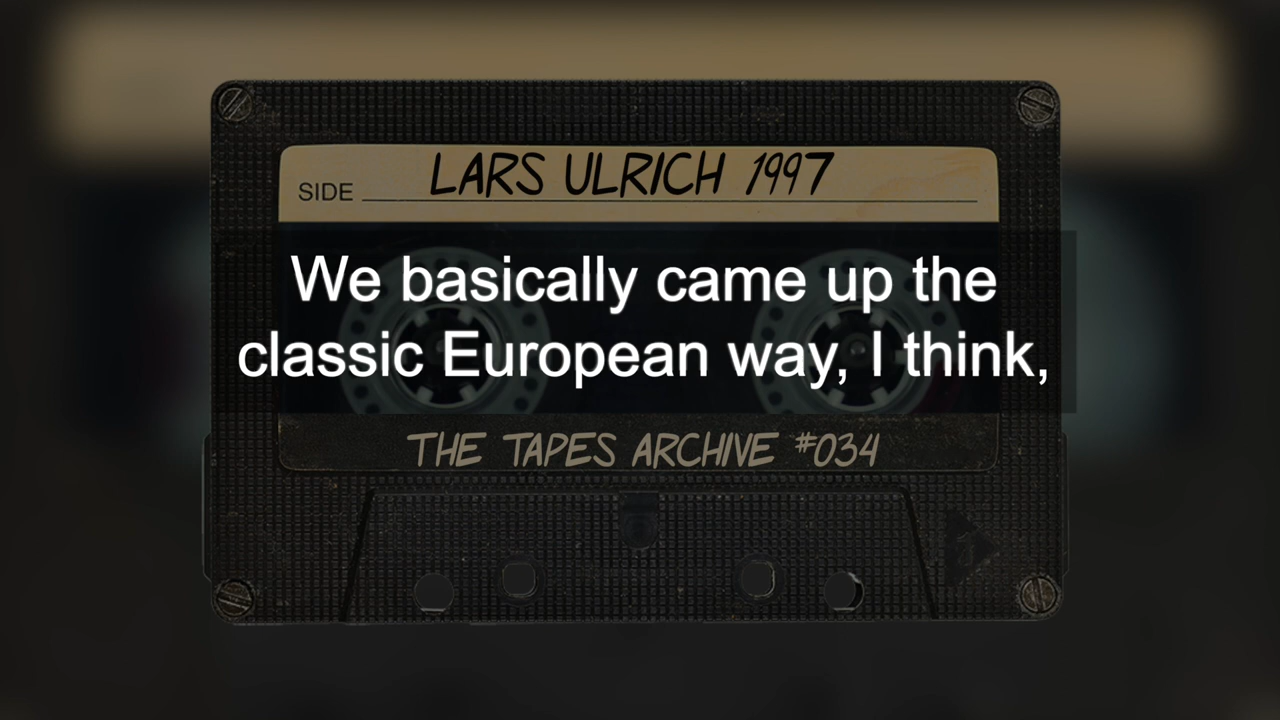 LARS ULRICH 1997
SIDE
We basically came up the
classic European way, I think,
THE TAPES ARCHIVE #034